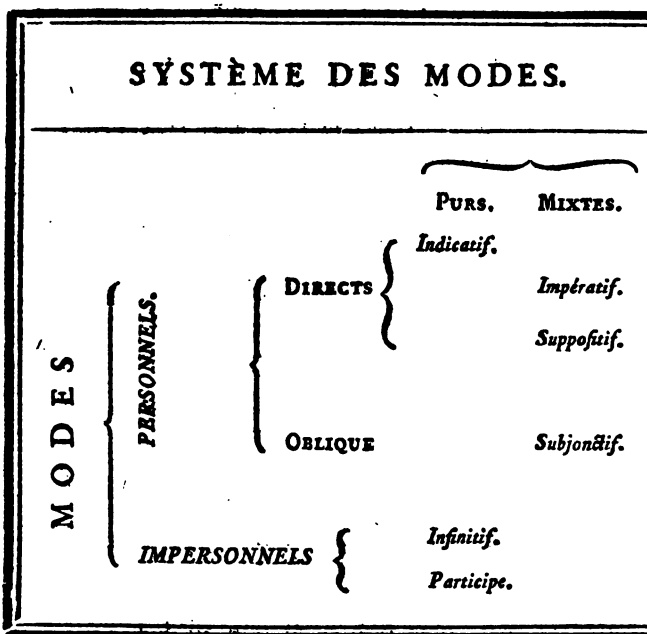 SYSTÈME DES MODES.
PURS. MIXTES.
Indicatif.
DIRECTS
Impératif.
Suppoſitif.
MODES
PERSONNELS.
OBLIQUE
Subjonctif.
Infinitif.
IMPERSONNELS
Participe.